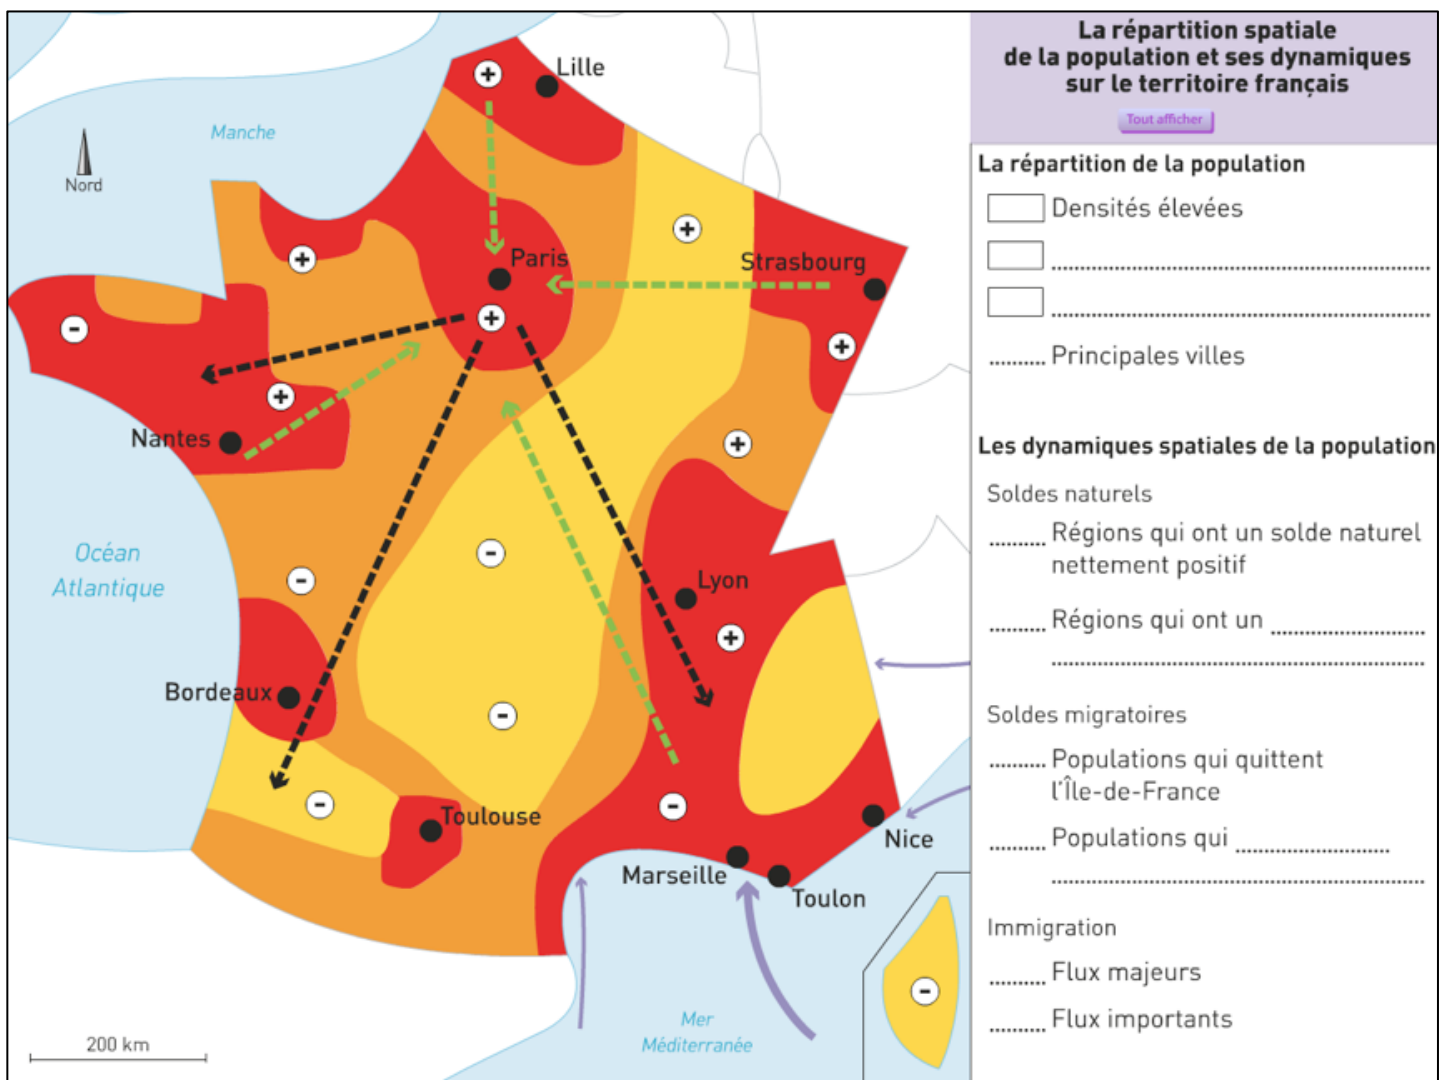 La répartition spatiale
de la population et ses dynamiques
sur le territoire français
Tout afficher
La répartition de la population
Densités élevées
..........
..........
.......... Principales villes
Les dynamiques spatiales de la population
Soldes naturels
.......... Régions qui ont un solde naturel
nettement positif
.......... Régions qui ont un ..........
..........
Soldes migratoires
.......... Populations qui quittent
l'Île-de-France
.......... Populations qui ..........
..........
Immigration
.......... Flux majeurs
.......... Flux importants
Lille
Manche
Nord
+
+
+
Paris
Strasbourg
+
-
+
+
Nantes
+
Océan
Atlantique
-
-
Lyon
+
Bordeaux
-
-
Toulouse
-
Nice
Marseille
Toulon
-
Mer
Méditerranée
200 km